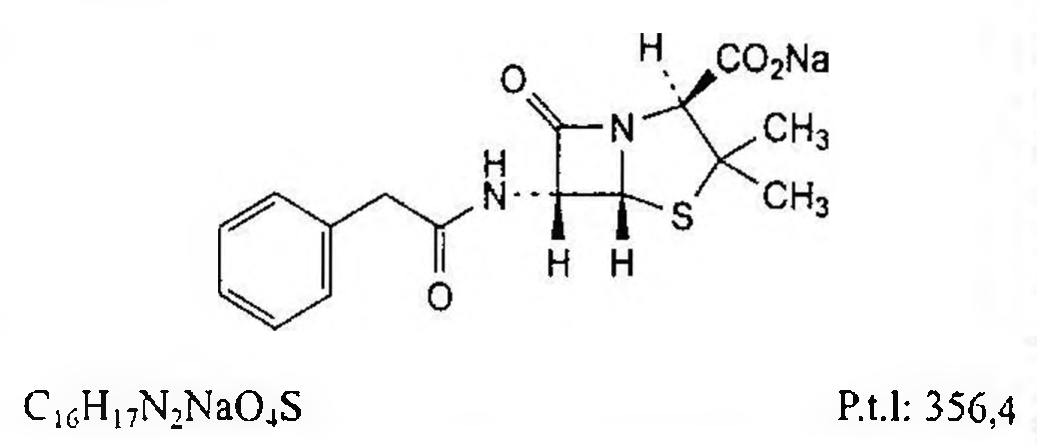 H
CO₂Na
O
N
CH₃
H
N
CH₃
S
H H
O
C₁₆H₁₇N₂NaO₄S P.t.l: 356,4